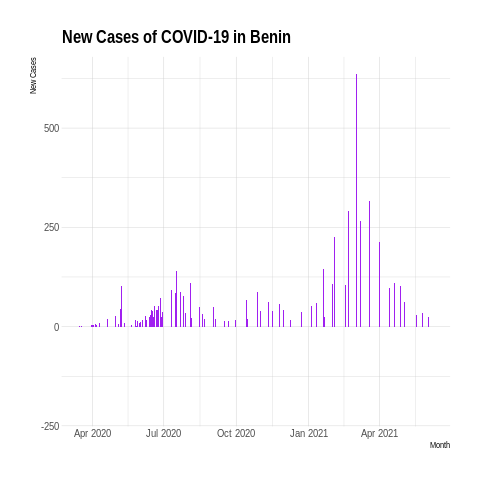 New Cases of COVID-19 in Benin
New Cases
500
250
0
-250
Apr 2020 Jul 2020 Oct 2020 Jan 2021 Apr 2021
Month